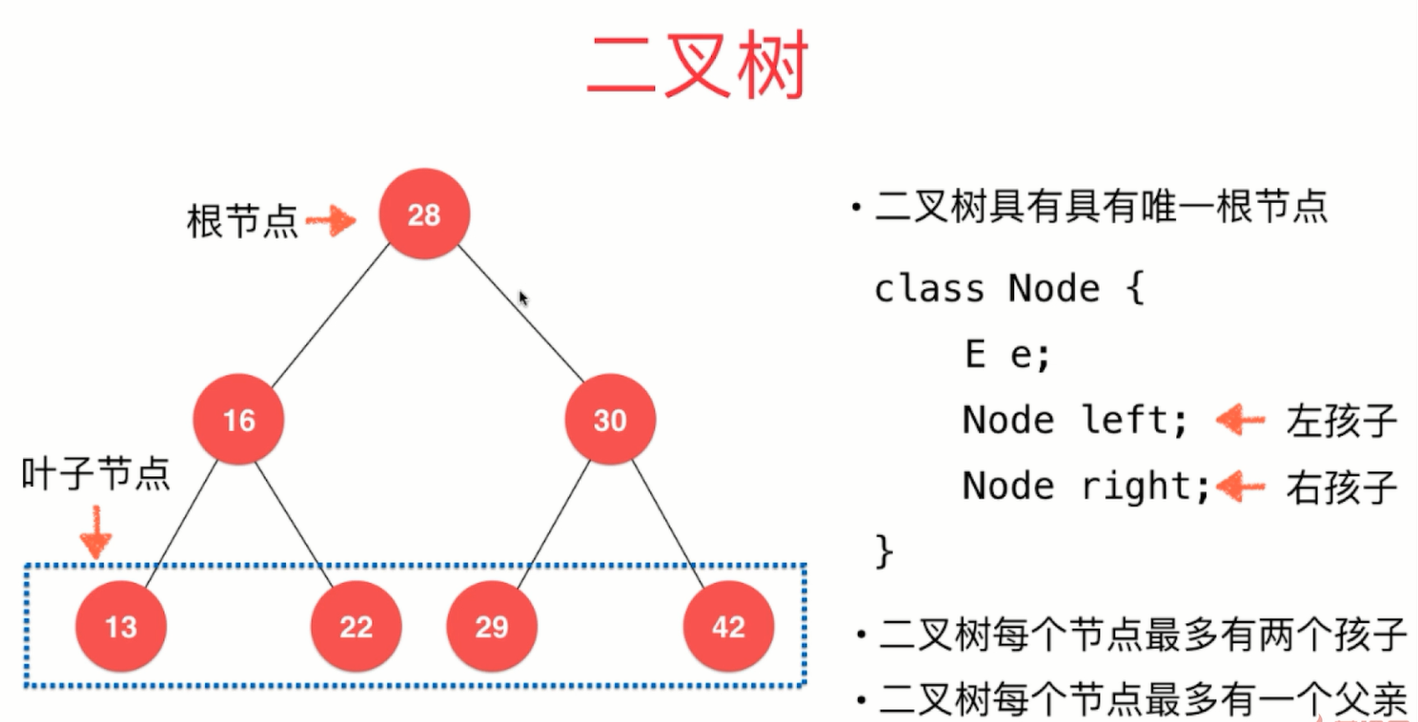 二叉树
根节点
28
16
30
叶子节点
13
22
29
42
• 二叉树具有具有唯一根节点
class Node {
E e;
Node left; 左孩子
Node right; 右孩子
}
• 二叉树每个节点最多有两个孩子
• 二叉树每个节点最多有一个父亲